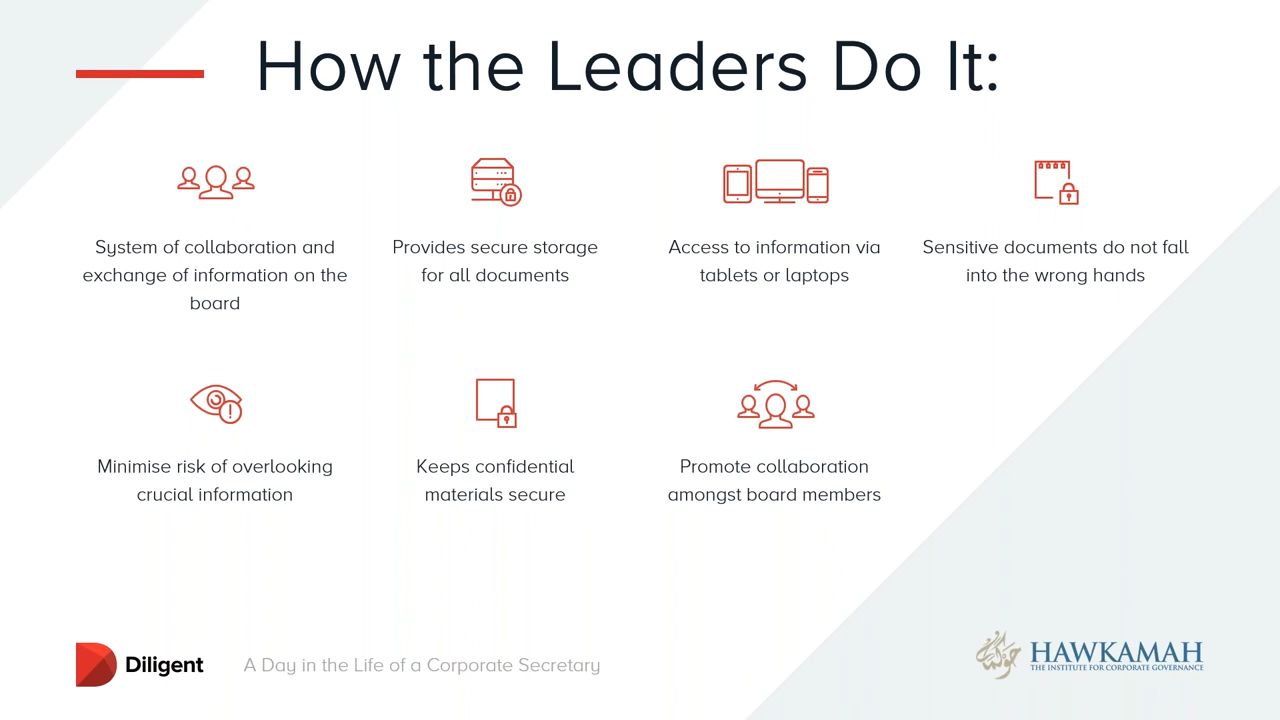 How the Leaders Do It:
System of collaboration and
exchange of information on the
board
Provides secure storage
for all documents
Access to information via
tablets or laptops
Sensitive documents do not fall
into the wrong hands
Minimise risk of overlooking
crucial information
Keeps confidential
materials secure
Promote collaboration
amongst board members
Diligent
A Day in the Life of a Corporate Secretary
HAWKAMAH
THE INSTITUTE FOR CORPORATE GOVERNANCE